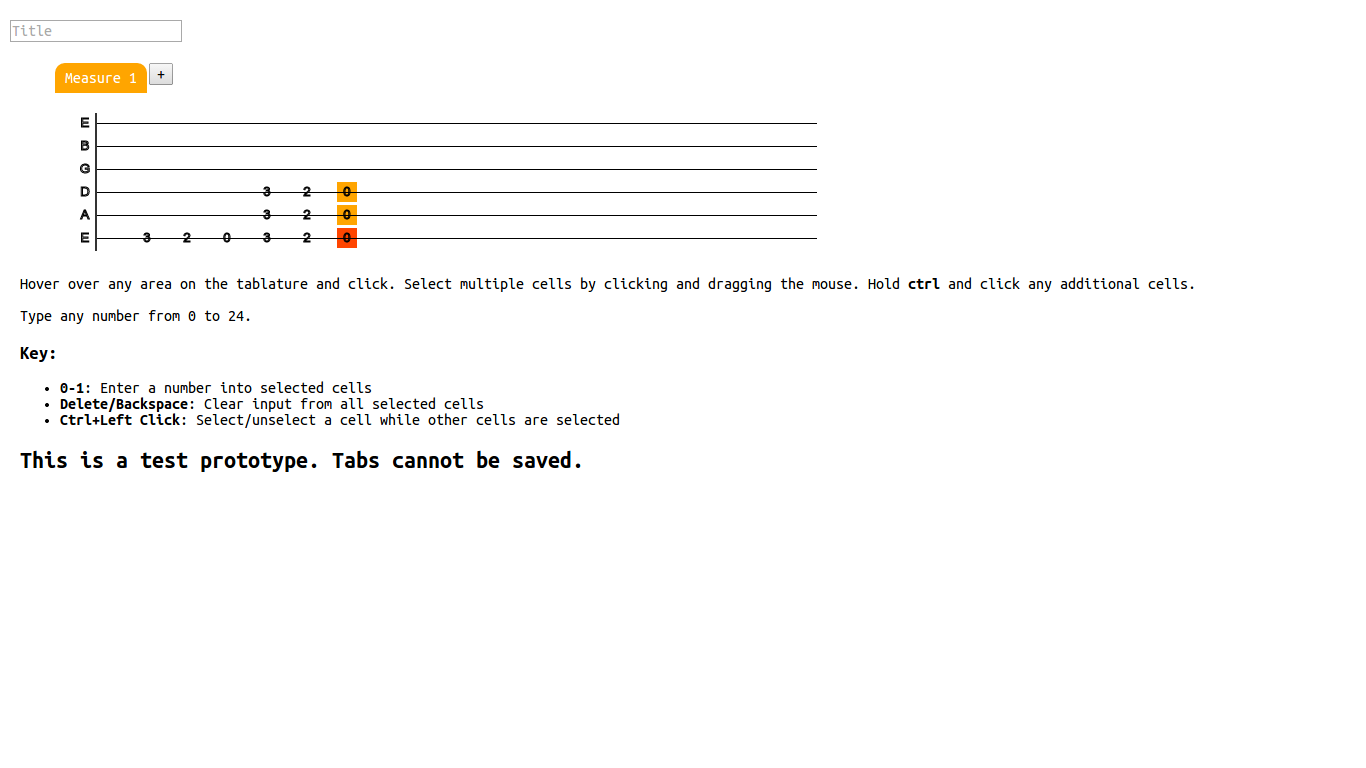 Title
Measure 1 +
E
B
G
D 3 2 0
A 3 2 0
E 3 2 0 3 2 0
Hover over any area on the tablature and click. Select multiple cells by clicking and dragging the mouse. Hold ctrl and click any additional cells.
Type any number from 0 to 24.
Key:
• 0-1: Enter a number into selected cells
• Delete/Backspace: Clear input from all selected cells
• Ctrl+Left Click: Select/unselect a cell while other cells are selected
This is a test prototype. Tabs cannot be saved.